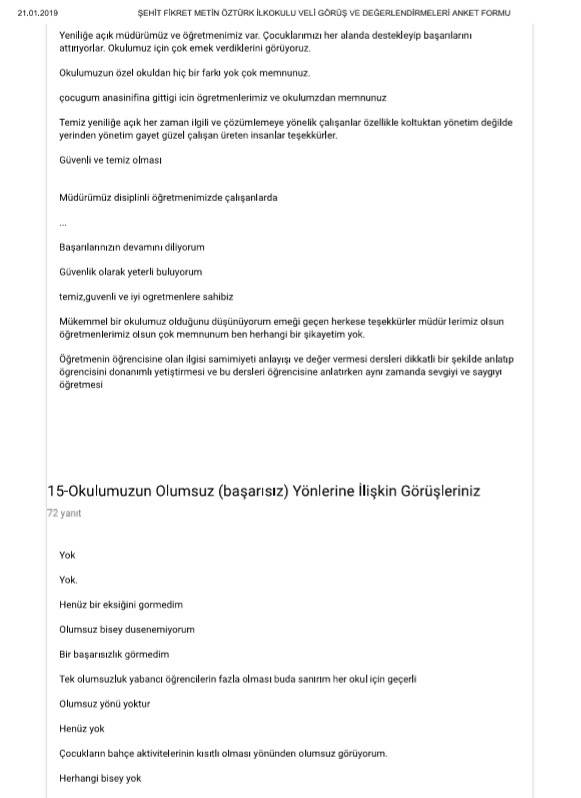 21.01.2019 ŞEHİT FİKRET METİN ÖZTÜRK İLKOKULU VELİ GÖRÜŞ VE DEĞERLENDİRMELERİ ANKET FORMU
Yeniliğe açık müdürümüz ve öğretmenimiz var. Çocuklarımızı her alanda destekleyip başarılarını
attırıyorlar. Okulumuz için çok emek verdiklerini görüyoruz.
Okulumuzun özel okuldan hiç bir farkı yok çok memnunuz.
çocugum anasinifina gittigi icin ögretmenlerimiz ve okulumzdan memnunuz
Temiz yeniliğe açık her zaman ilgili ve çözümlemeye yönelik çalışanlar özellikle koltuktan yönetim değilde
yerinden yönetim gayet güzel çalışan üreten insanlar teşekkürler.
Güvenli ve temiz olması
Müdürümüz disiplinli öğretmenimizde çalışanlarda
...
Başarılarınızın devamını diliyorum
Güvenlik olarak yeterli buluyorum
temiz,guvenli ve iyi ogretmenlere sahibiz
Mükemmel bir okulumuz olduğunu düşünüyorum emeği geçen herkese teşekkürler müdür lerimiz olsun
öğretmenlerimiz olsun çok memnunum ben herhangi bir şikayetim yok.
Öğretmenin öğrencisine olan ilgisi samimiyeti anlayışı ve değer vermesi dersleri dikkatli bir şekilde anlatıp
ögrencisini donanımlı yetiştirmesi ve bu dersleri öğrencisine anlatırken aynı zamanda sevgiyi ve saygıyı
öğretmesi
15-Okulumuzun Olumsuz (başarısız) Yönlerine İlişkin Görüşleriniz
72 yanıt
Yok
Yok.
Henüz bir eksiğini gormedim
Olumsuz bisey dusenemiyorum
Bir başarısızlık görmedim
Tek olumsuzluk yabancı öğrencilerin fazla olması buda sanırım her okul için geçerli
Olumsuz yönü yoktur
Henüz yok
Çocukların bahçe aktivitelerinin kısıtlı olması yönünden olumsuz görüyorum.
Herhangi bisey yok